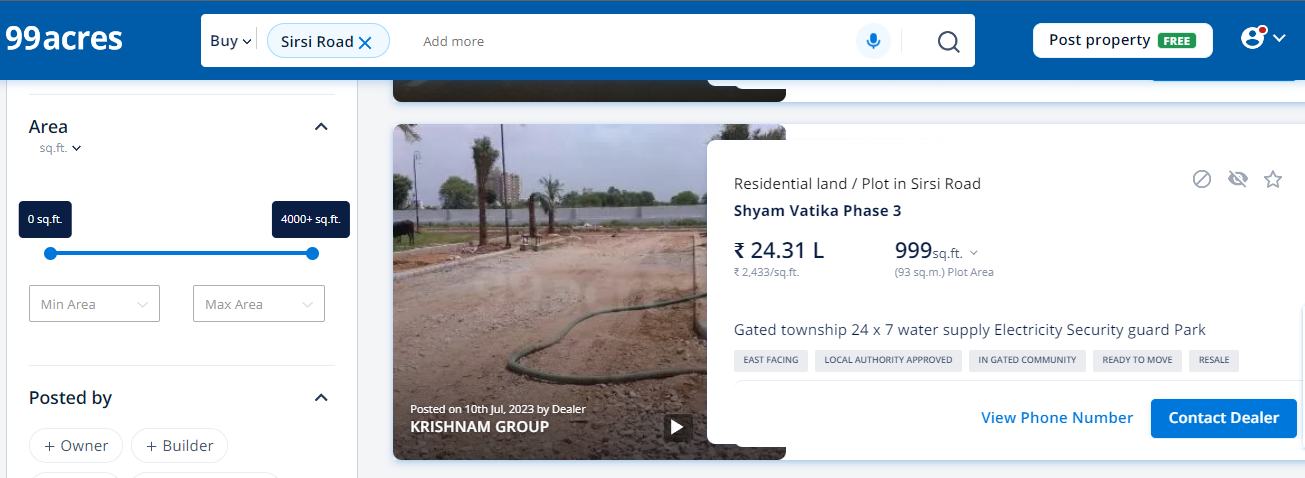 99acres
Buy
Sirsi Road
Add more
Post property FREE
Area
sq.ft.
0 sq.ft.
4000+ sq.ft.
Min Area
Max Area
Posted by
+ Owner
+ Builder
99acres
Posted on 10th Jul, 2023 by Dealer
KRISHNAM GROUP
Residential land / Plot in Sirsi Road
Shyam Vatika Phase 3
₹ 24.31 L
₹ 2,433/sq.ft.
999sq.ft.
(93 sq.m.) Plot Area
Gated township 24 x 7 water supply Electricity Security guard Park
EAST FACING
LOCAL AUTHORITY APPROVED
IN GATED COMMUNITY
READY TO MOVE
RESALE
View Phone Number
Contact Dealer